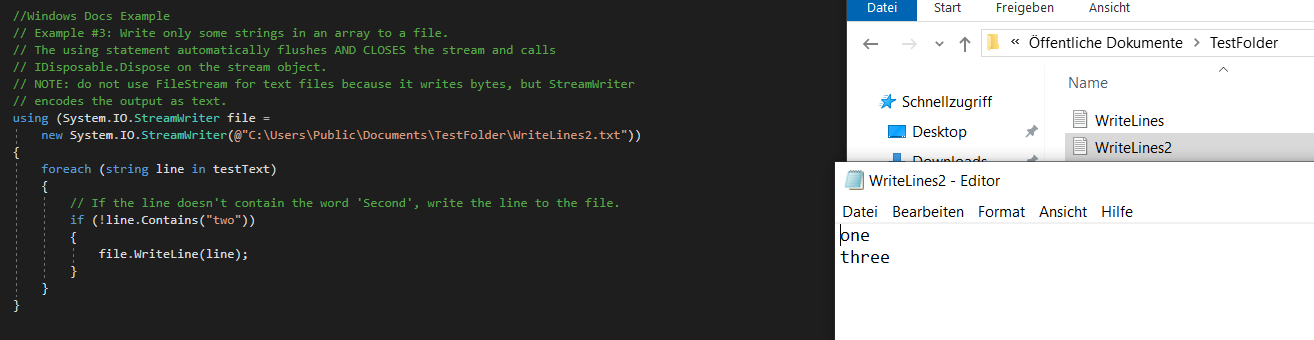 //Windows Docs Example
// Example #3: Write only some strings in an array to a file.
// The using statement automatically flushes AND CLOSES the stream and calls
// IDisposable.Dispose on the stream object.
// NOTE: do not use FileStream for text files because it writes bytes, but StreamWriter
// encodes the output as text.
using (System.IO.StreamWriter file =
    new System.IO.StreamWriter(@"C:\Users\Public\Documents\TestFolder\WriteLines2.txt"))
{
    foreach (string line in testText)
    {
        // If the line doesn't contain the word 'Second', write the line to the file.
        if (!line.Contains("two"))
        {
            file.WriteLine(line);
        }
    }
}
Datei Start Freigeben Ansicht
« Öffentliche Dokumente > TestFolder
Name
Schnellzugriff
Desktop
Downloads
WriteLines
WriteLines2
WriteLines2 - Editor
Datei Bearbeiten Format Ansicht Hilfe
one
three